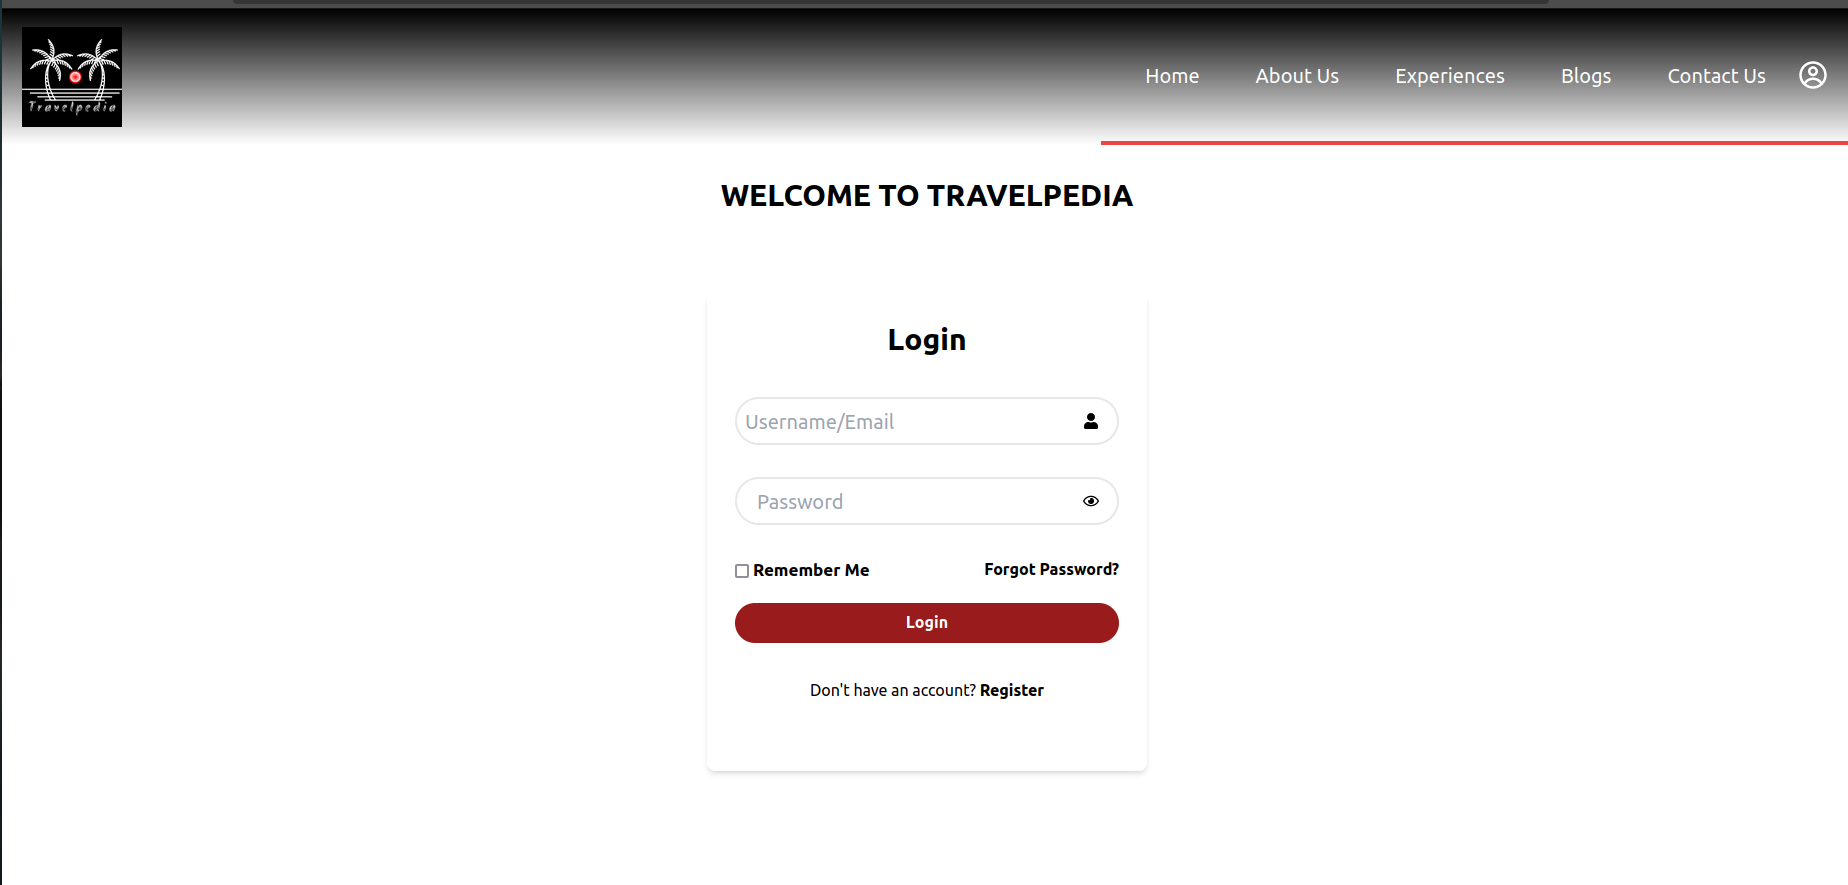 Travelpedia
Home About Us Experiences Blogs Contact Us
WELCOME TO TRAVELPEDIA
Login
Username/Email
Password
Remember Me Forgot Password?
Login
Don't have an account? Register